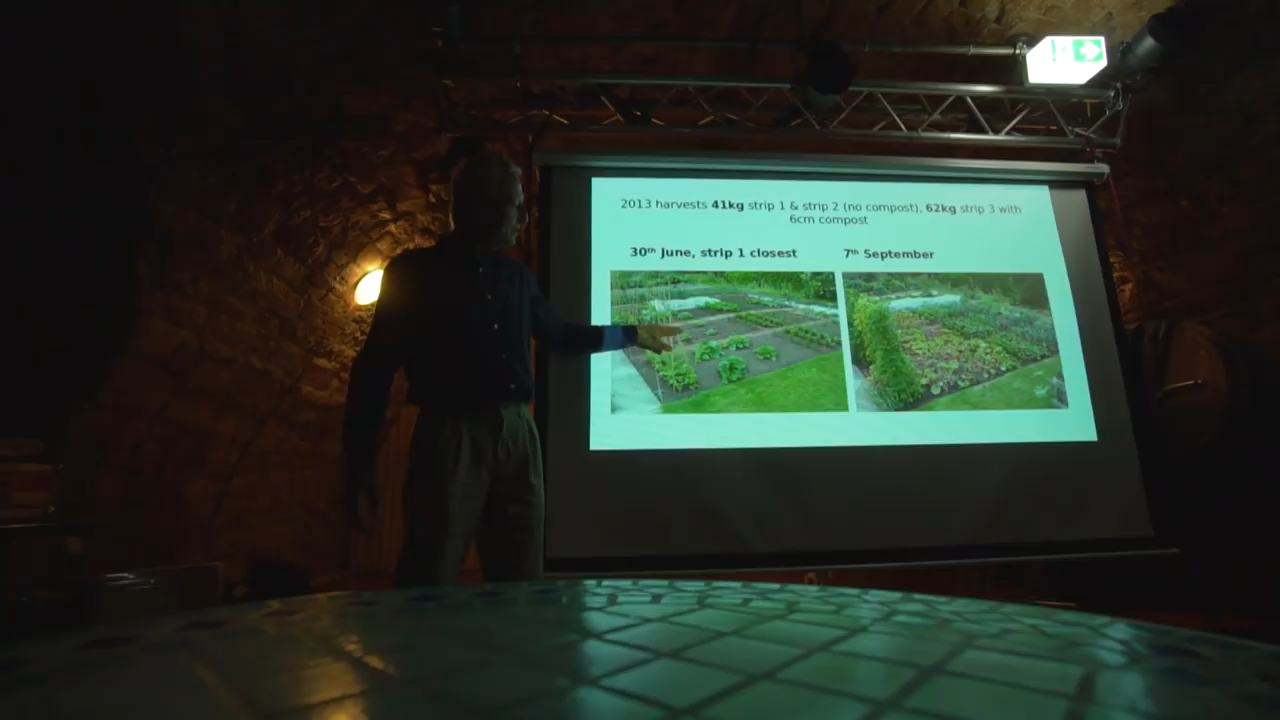 2013 harvests 41kg strip 1 & strip 2 (no compost), 62kg strip 3 with
6cm compost
30th June, strip 1 closest
7th September